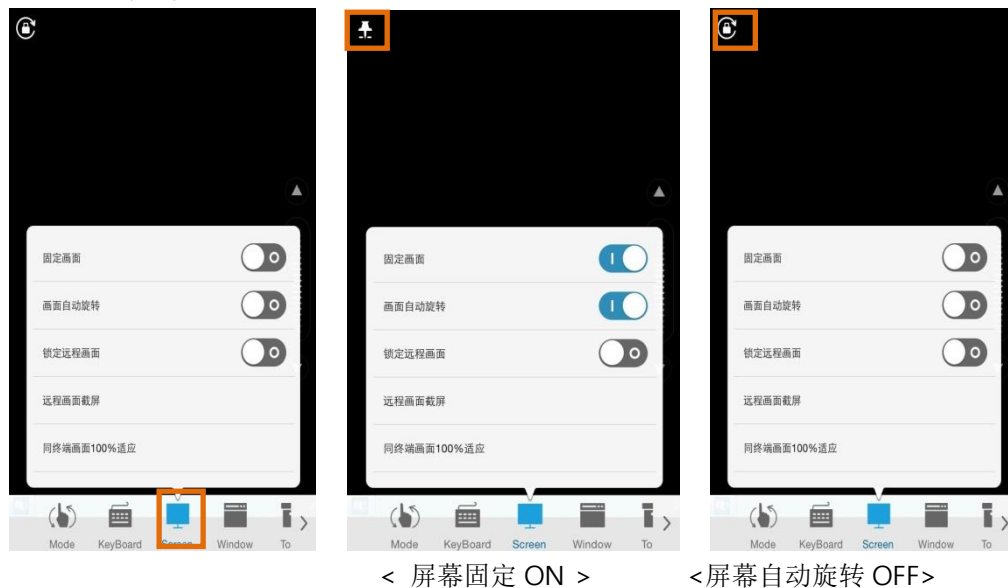 固定画面
画面自动旋转
锁定远程画面
远程画面截屏
同终端画面100%适应
Mode KeyBoard Screen Window To
固定画面
画面自动旋转
锁定远程画面
远程画面截屏
同终端画面100%适应
Mode KeyBoard Screen Window To
固定画面
画面自动旋转
锁定远程画面
远程画面截屏
同终端画面100%适应
Mode KeyBoard Screen Window To
< 屏幕固定 ON >
<屏幕自动旋转 OFF>